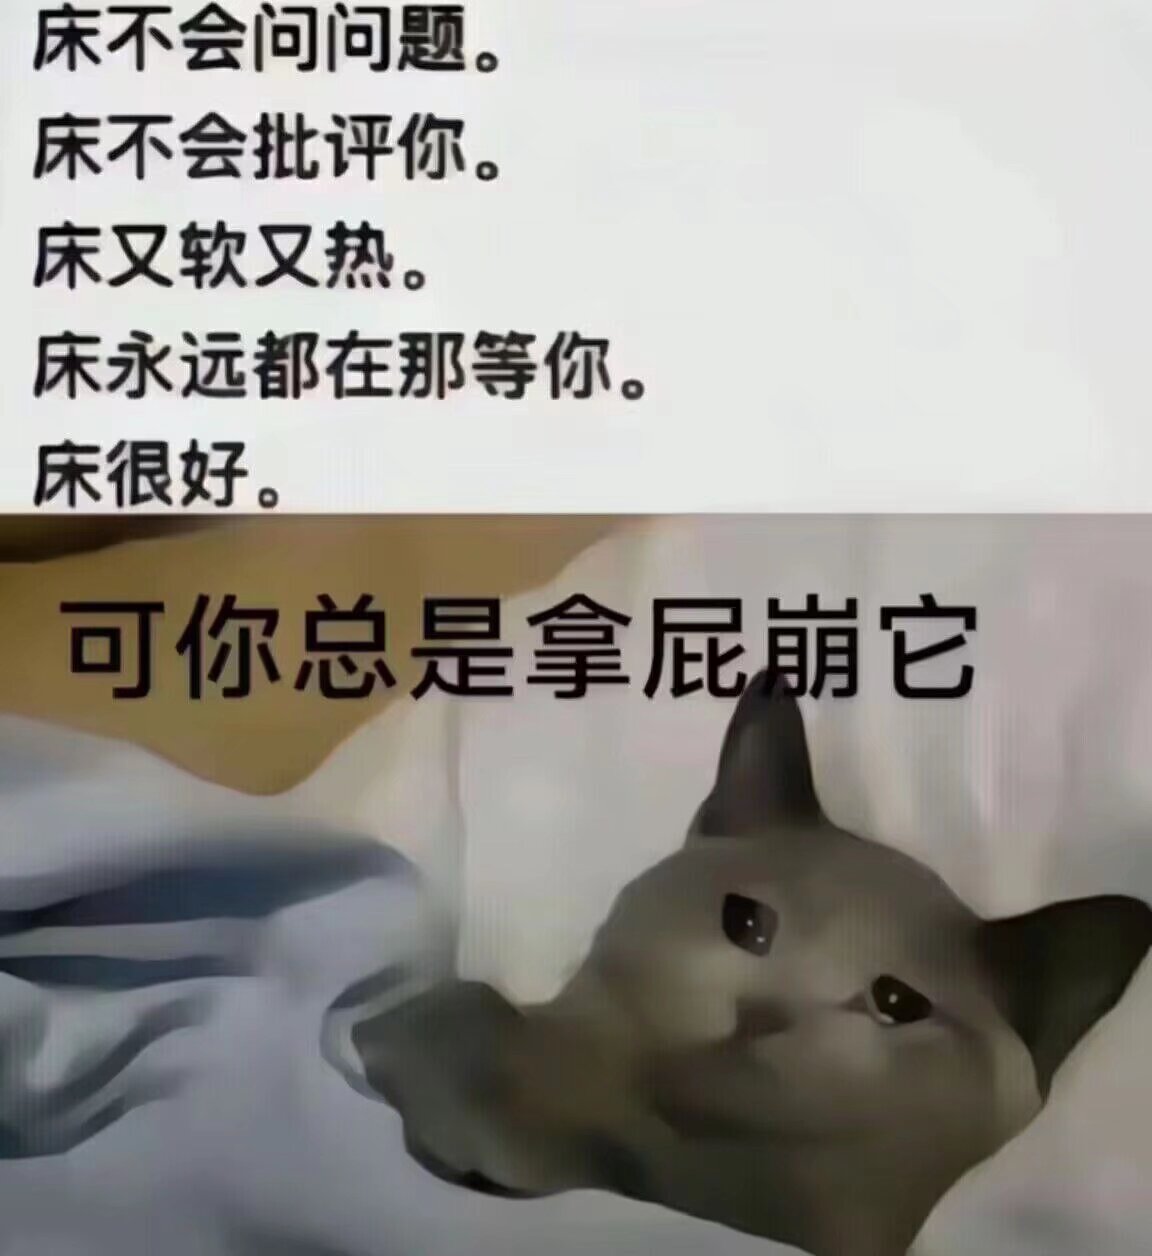 床不会问问题。
床不会批评你。
床又软又热。
床永远都在那等你。
床很好。
可你总是拿屁崩它